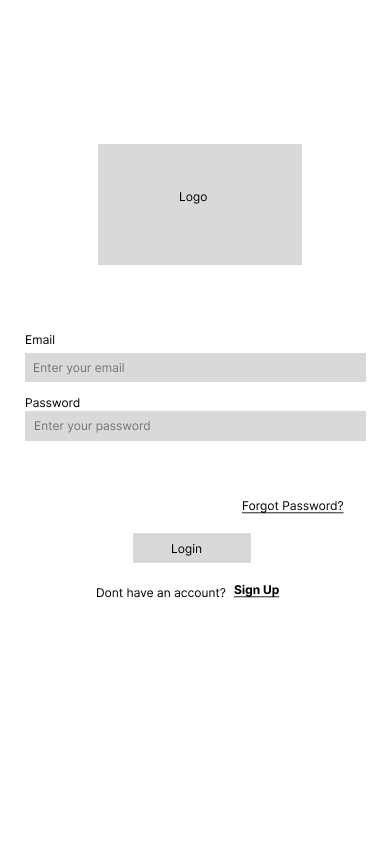 Logo
Email
Enter your email
Password
Enter your password
Forgot Password?
Login
Dont have an account? Sign Up